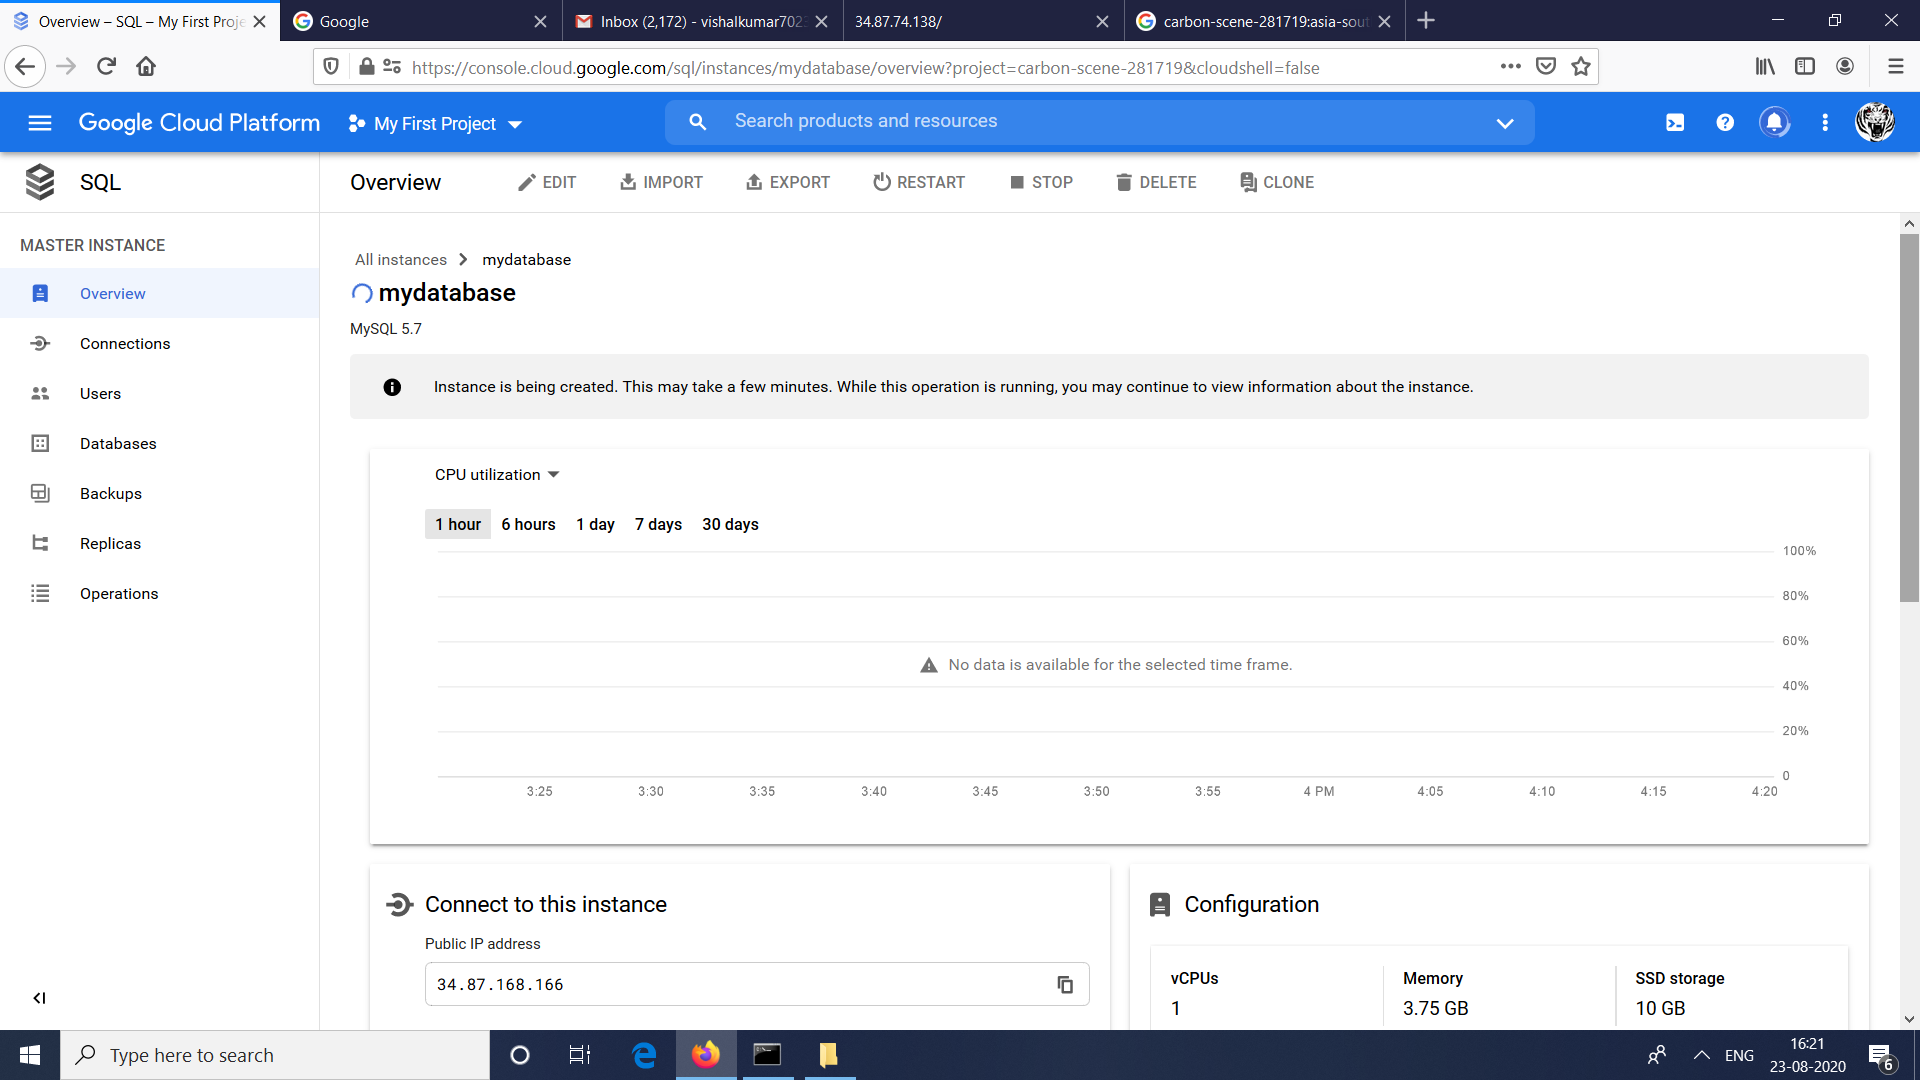 Overview – SQL – My First Proje
Google
Inbox (2,172) - vishalkumar702
34.87.74.138/
carbon-scene-281719:asia-sout
https://console.cloud.google.com/sql/instances/mydatabase/overview?project=carbon-scene-281719&cloudshell=false
Google Cloud Platform
My First Project
Search products and resources
SQL
Overview
EDIT
IMPORT
EXPORT
RESTART
STOP
DELETE
CLONE
MASTER INSTANCE
Overview
Connections
Users
Databases
Backups
Replicas
Operations
All instances
mydatabase
mydatabase
MySQL 5.7
Instance is being created. This may take a few minutes. While this operation is running, you may continue to view information about the instance.
CPU utilization
1 hour
6 hours
1 day
7 days
30 days
100%
80%
60%
No data is available for the selected time frame.
40%
20%
0
3:25
3:30
3:35
3:40
3:45
3:50
3:55
4 PM
4:05
4:10
4:15
4:20
Connect to this instance
Public IP address
34.87.168.166
Configuration
vCPUs
1
Memory
3.75 GB
SSD storage
10 GB
Type here to search
ENG
16:21
23-08-2020
6